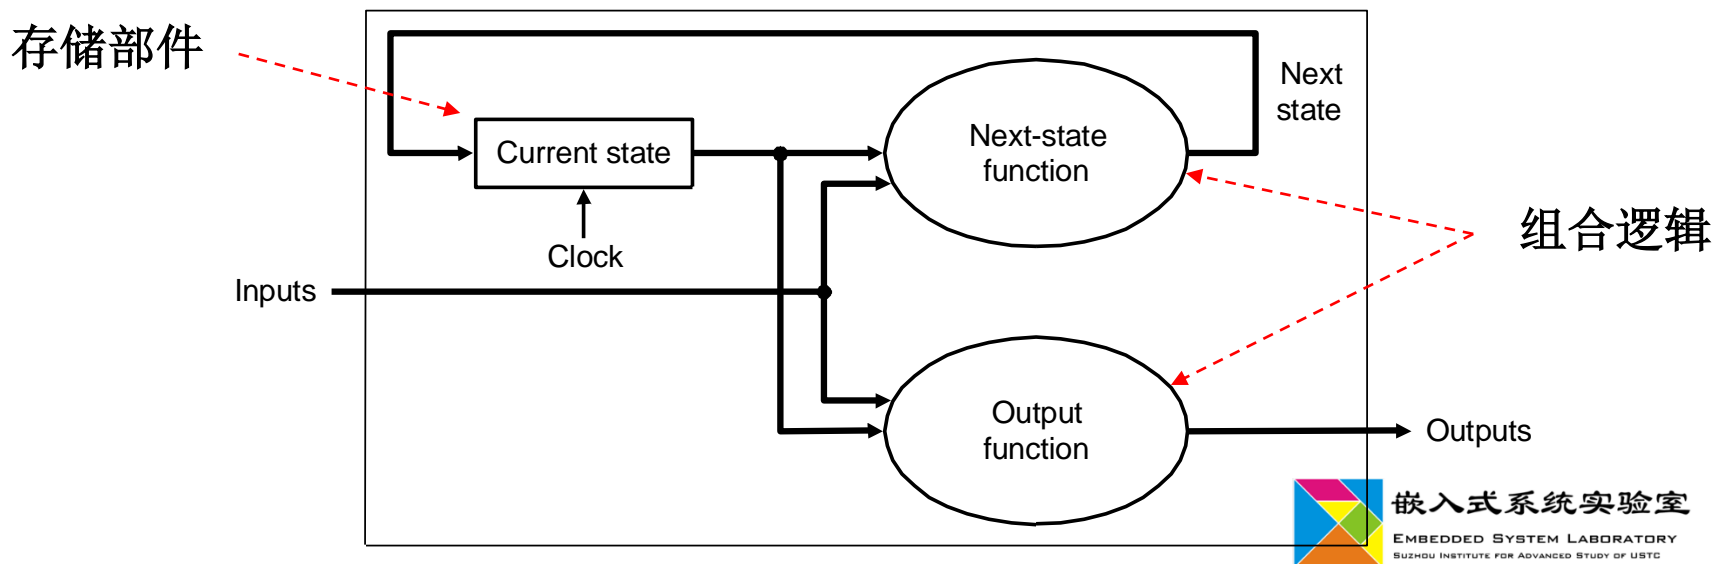 存储部件
Next
state
Current state
Next-state
function
组合逻辑
Clock
Inputs
Output
function
Outputs
嵌入式系统实验室
EMBEDDED SYSTEM LABORATORY
SUZHOU INSTITUTE FOR ADVANCED STUDY OF USTC